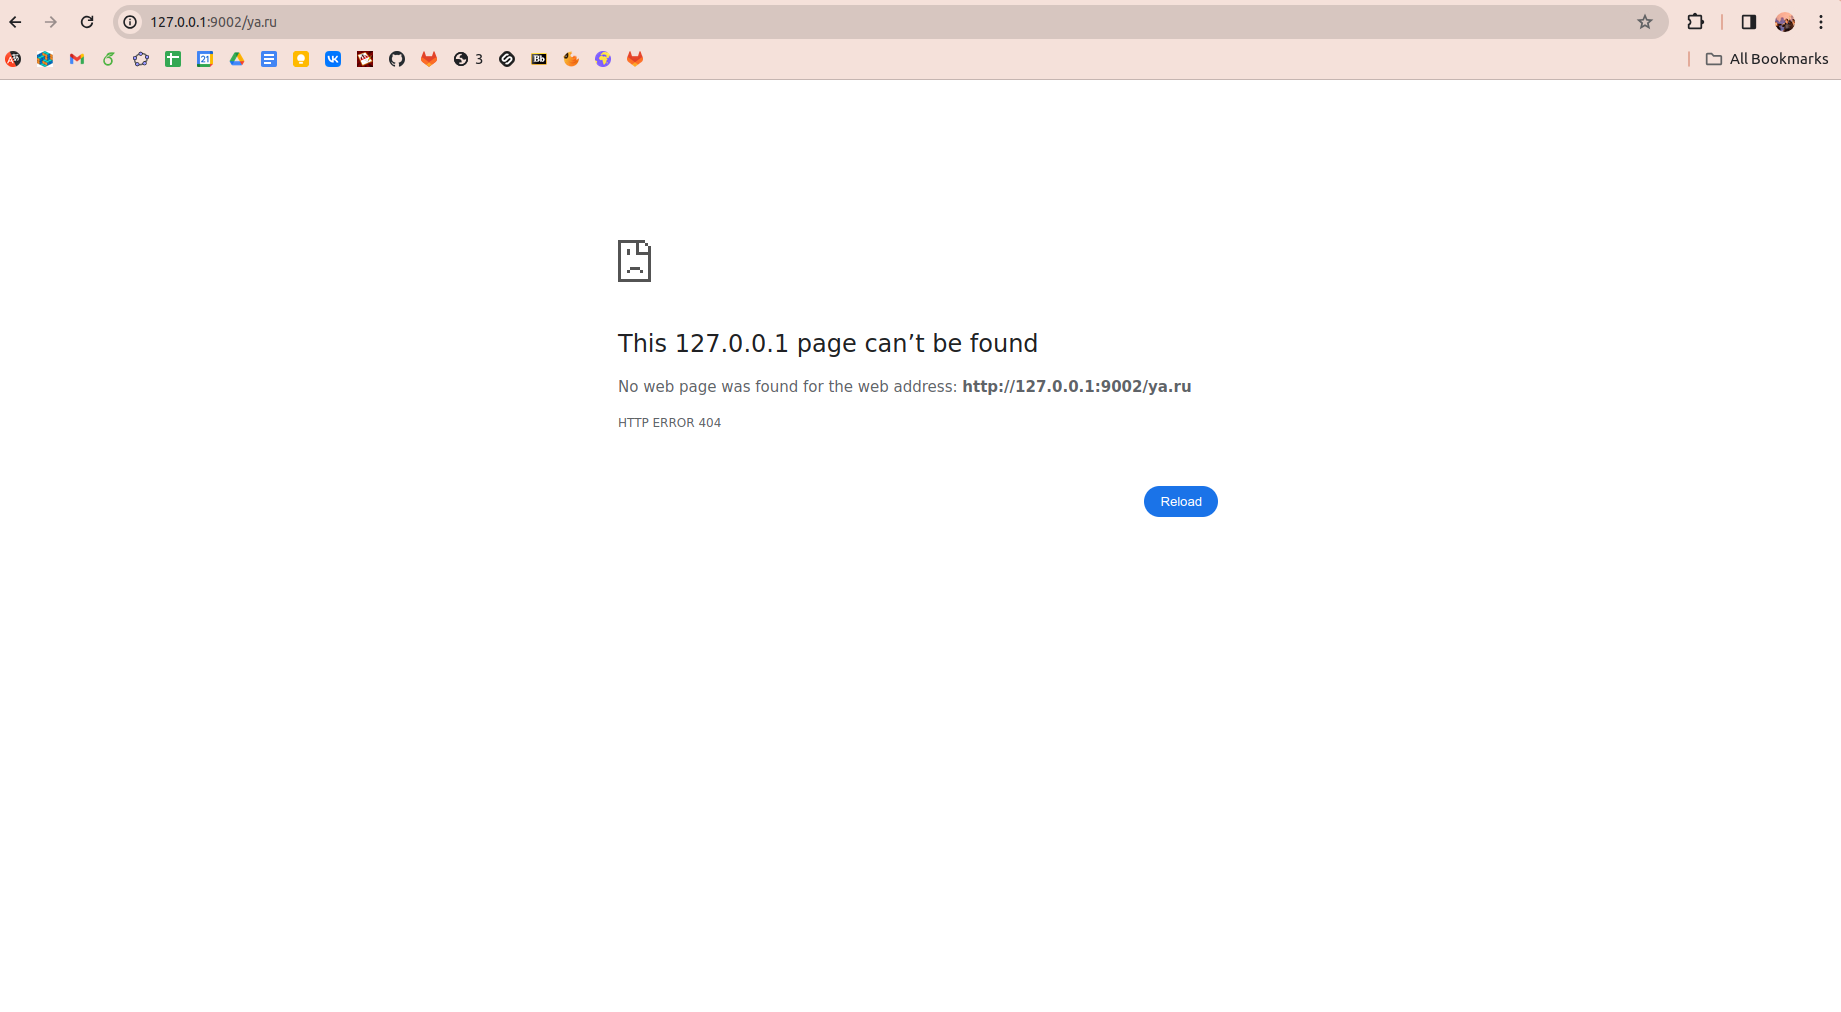 127.0.0.1:9002/ya.ru
21
3
Bb
All Bookmarks
This 127.0.0.1 page can’t be found
No web page was found for the web address: http://127.0.0.1:9002/ya.ru
HTTP ERROR 404
Reload